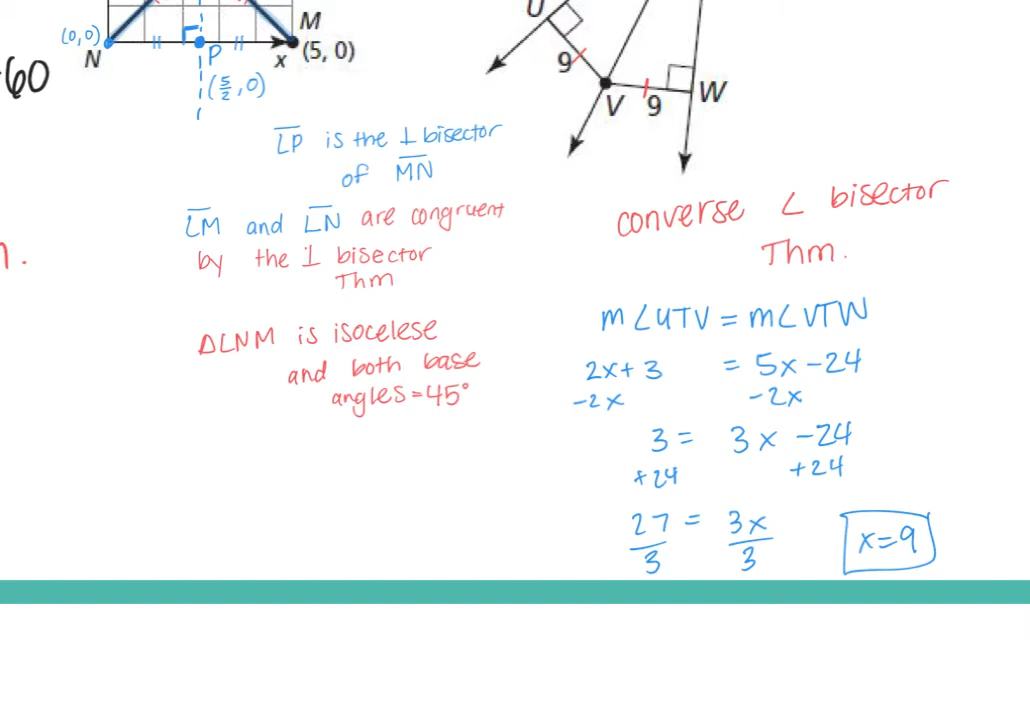 60
(0,0)
N
P
(5/2, 0)
x
M
(5, 0)
LP is the ⊥ bisector
of MN
LM and LN are congruent
by the ⊥ bisector
Thm
ΔLNM is isocelese
and both base
angles = 45°
U
9
V
9
W
converse ∠ bisector
Thm.
m∠UTV = m∠VTW
2x + 3 = 5x - 24
-2x -2x
3 = 3x - 24
+24 +24
27/3 = 3x/3
x = 9